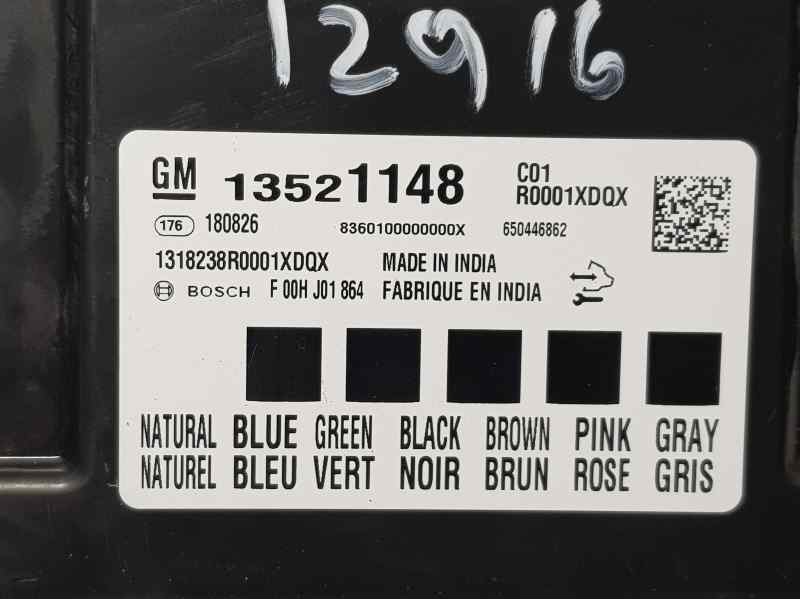 12916
GM 13521148 C01
R0001XDQX
176 180826 8360100000000X 650446862
1318238R0001XDQX MADE IN INDIA
BOSCH F 00H J01 864 FABRIQUE EN INDIA
NATURAL BLUE GREEN BLACK BROWN PINK GRAY
NATUREL BLEU VERT NOIR BRUN ROSE GRIS